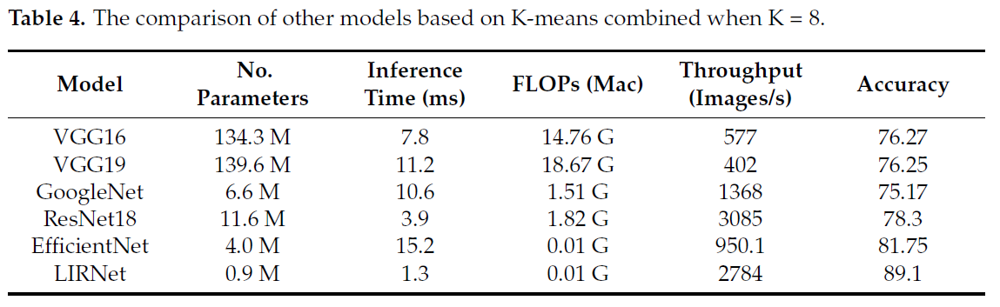 Table 4. The comparison of other models based on K-means combined when K = 8.
Model No. Parameters Inference Time (ms) FLOPs (Mac) Throughput (Images/s) Accuracy
VGG16 134.3 M 7.8 14.76 G 577 76.27
VGG19 139.6 M 11.2 18.67 G 402 76.25
GoogleNet 6.6 M 10.6 1.51 G 1368 75.17
ResNet18 11.6 M 3.9 1.82 G 3085 78.3
EfficientNet 4.0 M 15.2 0.01 G 950.1 81.75
LIRNet 0.9 M 1.3 0.01 G 2784 89.1